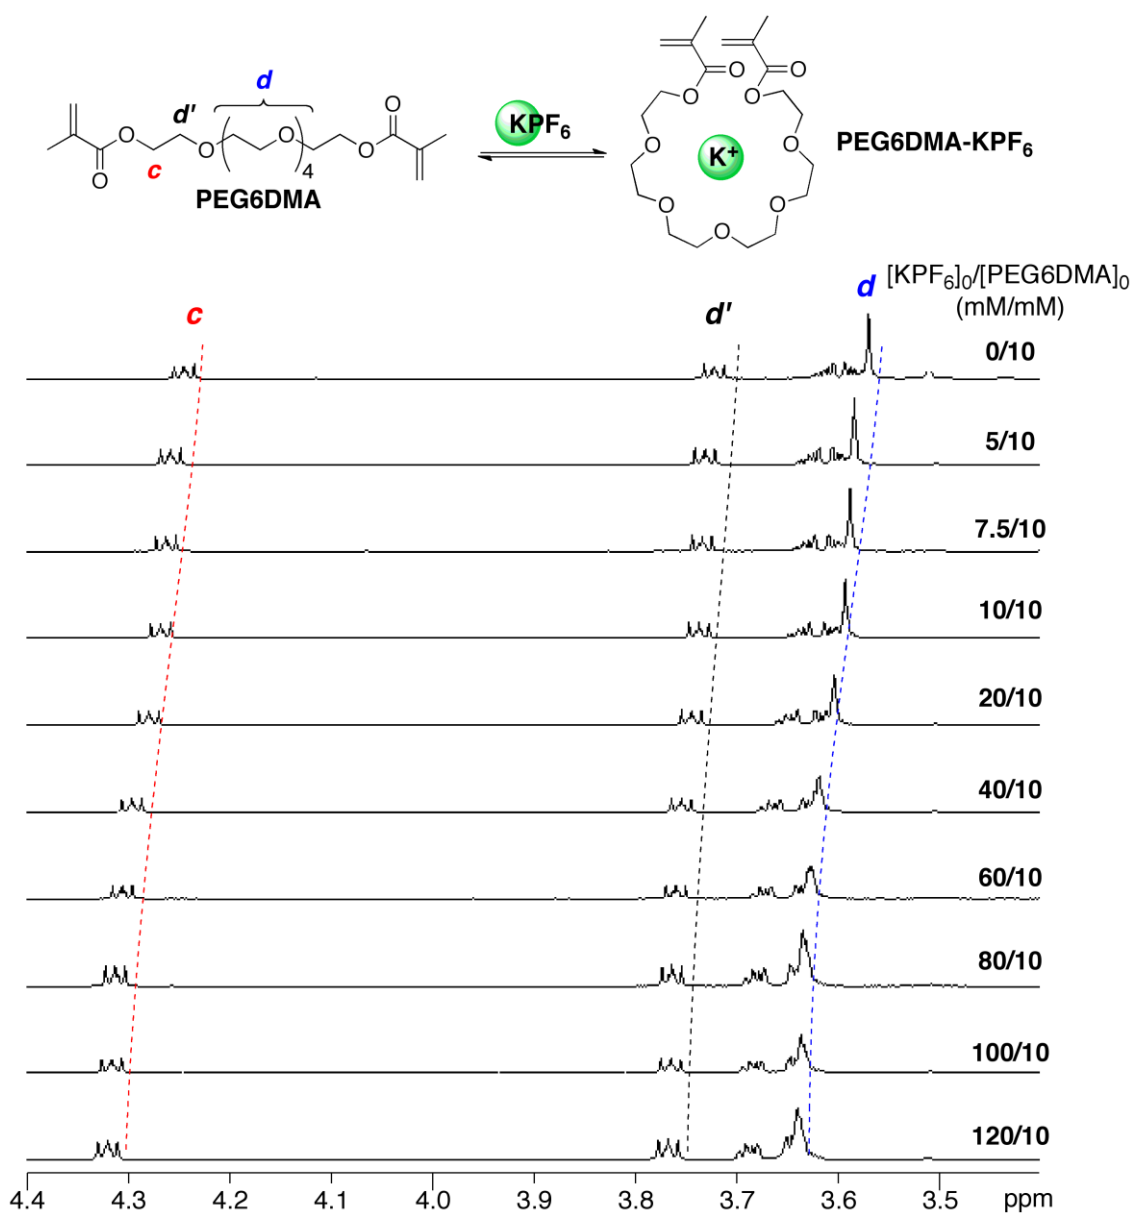 O
O
d'
d
O
c
O
O
4
O
O
PEG6DMA
KPF6
O
O
O
O
K+
O
O
O
O
O
PEG6DMA-KPF6
c
d'
d
[KPF6]0/[PEG6DMA]0
(mM/mM)
0/10
5/10
7.5/10
10/10
20/10
40/10
60/10
80/10
100/10
120/10
4.4 4.3 4.2 4.1 4.0 3.9 3.8 3.7 3.6 3.5 ppm